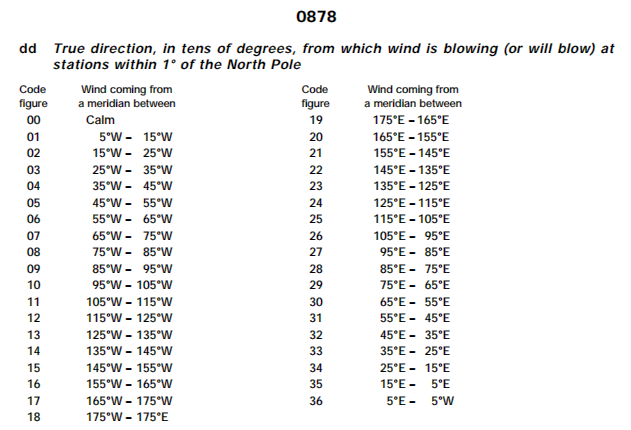 0878
dd True direction, in tens of degrees, from which wind is blowing (or will blow) at
stations within 1° of the North Pole
Code Wind coming from Code Wind coming from
figure a meridian between figure a meridian between
00 Calm 19 175°E – 165°E
01 5°W – 15°W 20 165°E – 155°E
02 15°W – 25°W 21 155°E – 145°E
03 25°W – 35°W 22 145°E – 135°E
04 35°W – 45°W 23 135°E – 125°E
05 45°W – 55°W 24 125°E – 115°E
06 55°W – 65°W 25 115°E – 105°E
07 65°W – 75°W 26 105°E – 95°E
08 75°W – 85°W 27 95°E – 85°E
09 85°W – 95°W 28 85°E – 75°E
10 95°W – 105°W 29 75°E – 65°E
11 105°W – 115°W 30 65°E – 55°E
12 115°W – 125°W 31 55°E – 45°E
13 125°W – 135°W 32 45°E – 35°E
14 135°W – 145°W 33 35°E – 25°E
15 145°W – 155°W 34 25°E – 15°E
16 155°W – 165°W 35 15°E – 5°E
17 165°W – 175°W 36 5°E – 5°W
18 175°W – 175°E